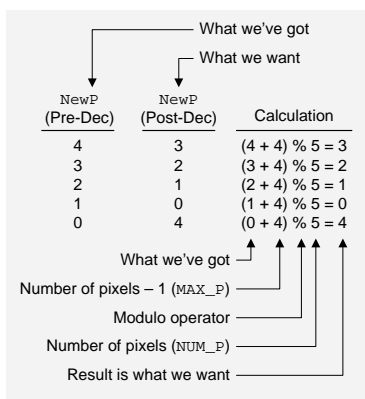 What we've got
What we want
NewP NewP
(Pre-Dec) (Post-Dec) Calculation
4 3 (4 + 4) % 5 = 3
3 2 (3 + 4) % 5 = 2
2 1 (2 + 4) % 5 = 1
1 0 (1 + 4) % 5 = 0
0 4 (0 + 4) % 5 = 4
What we've got
Number of pixels – 1 (MAX_P)
Modulo operator
Number of pixels (NUM_P)
Result is what we want